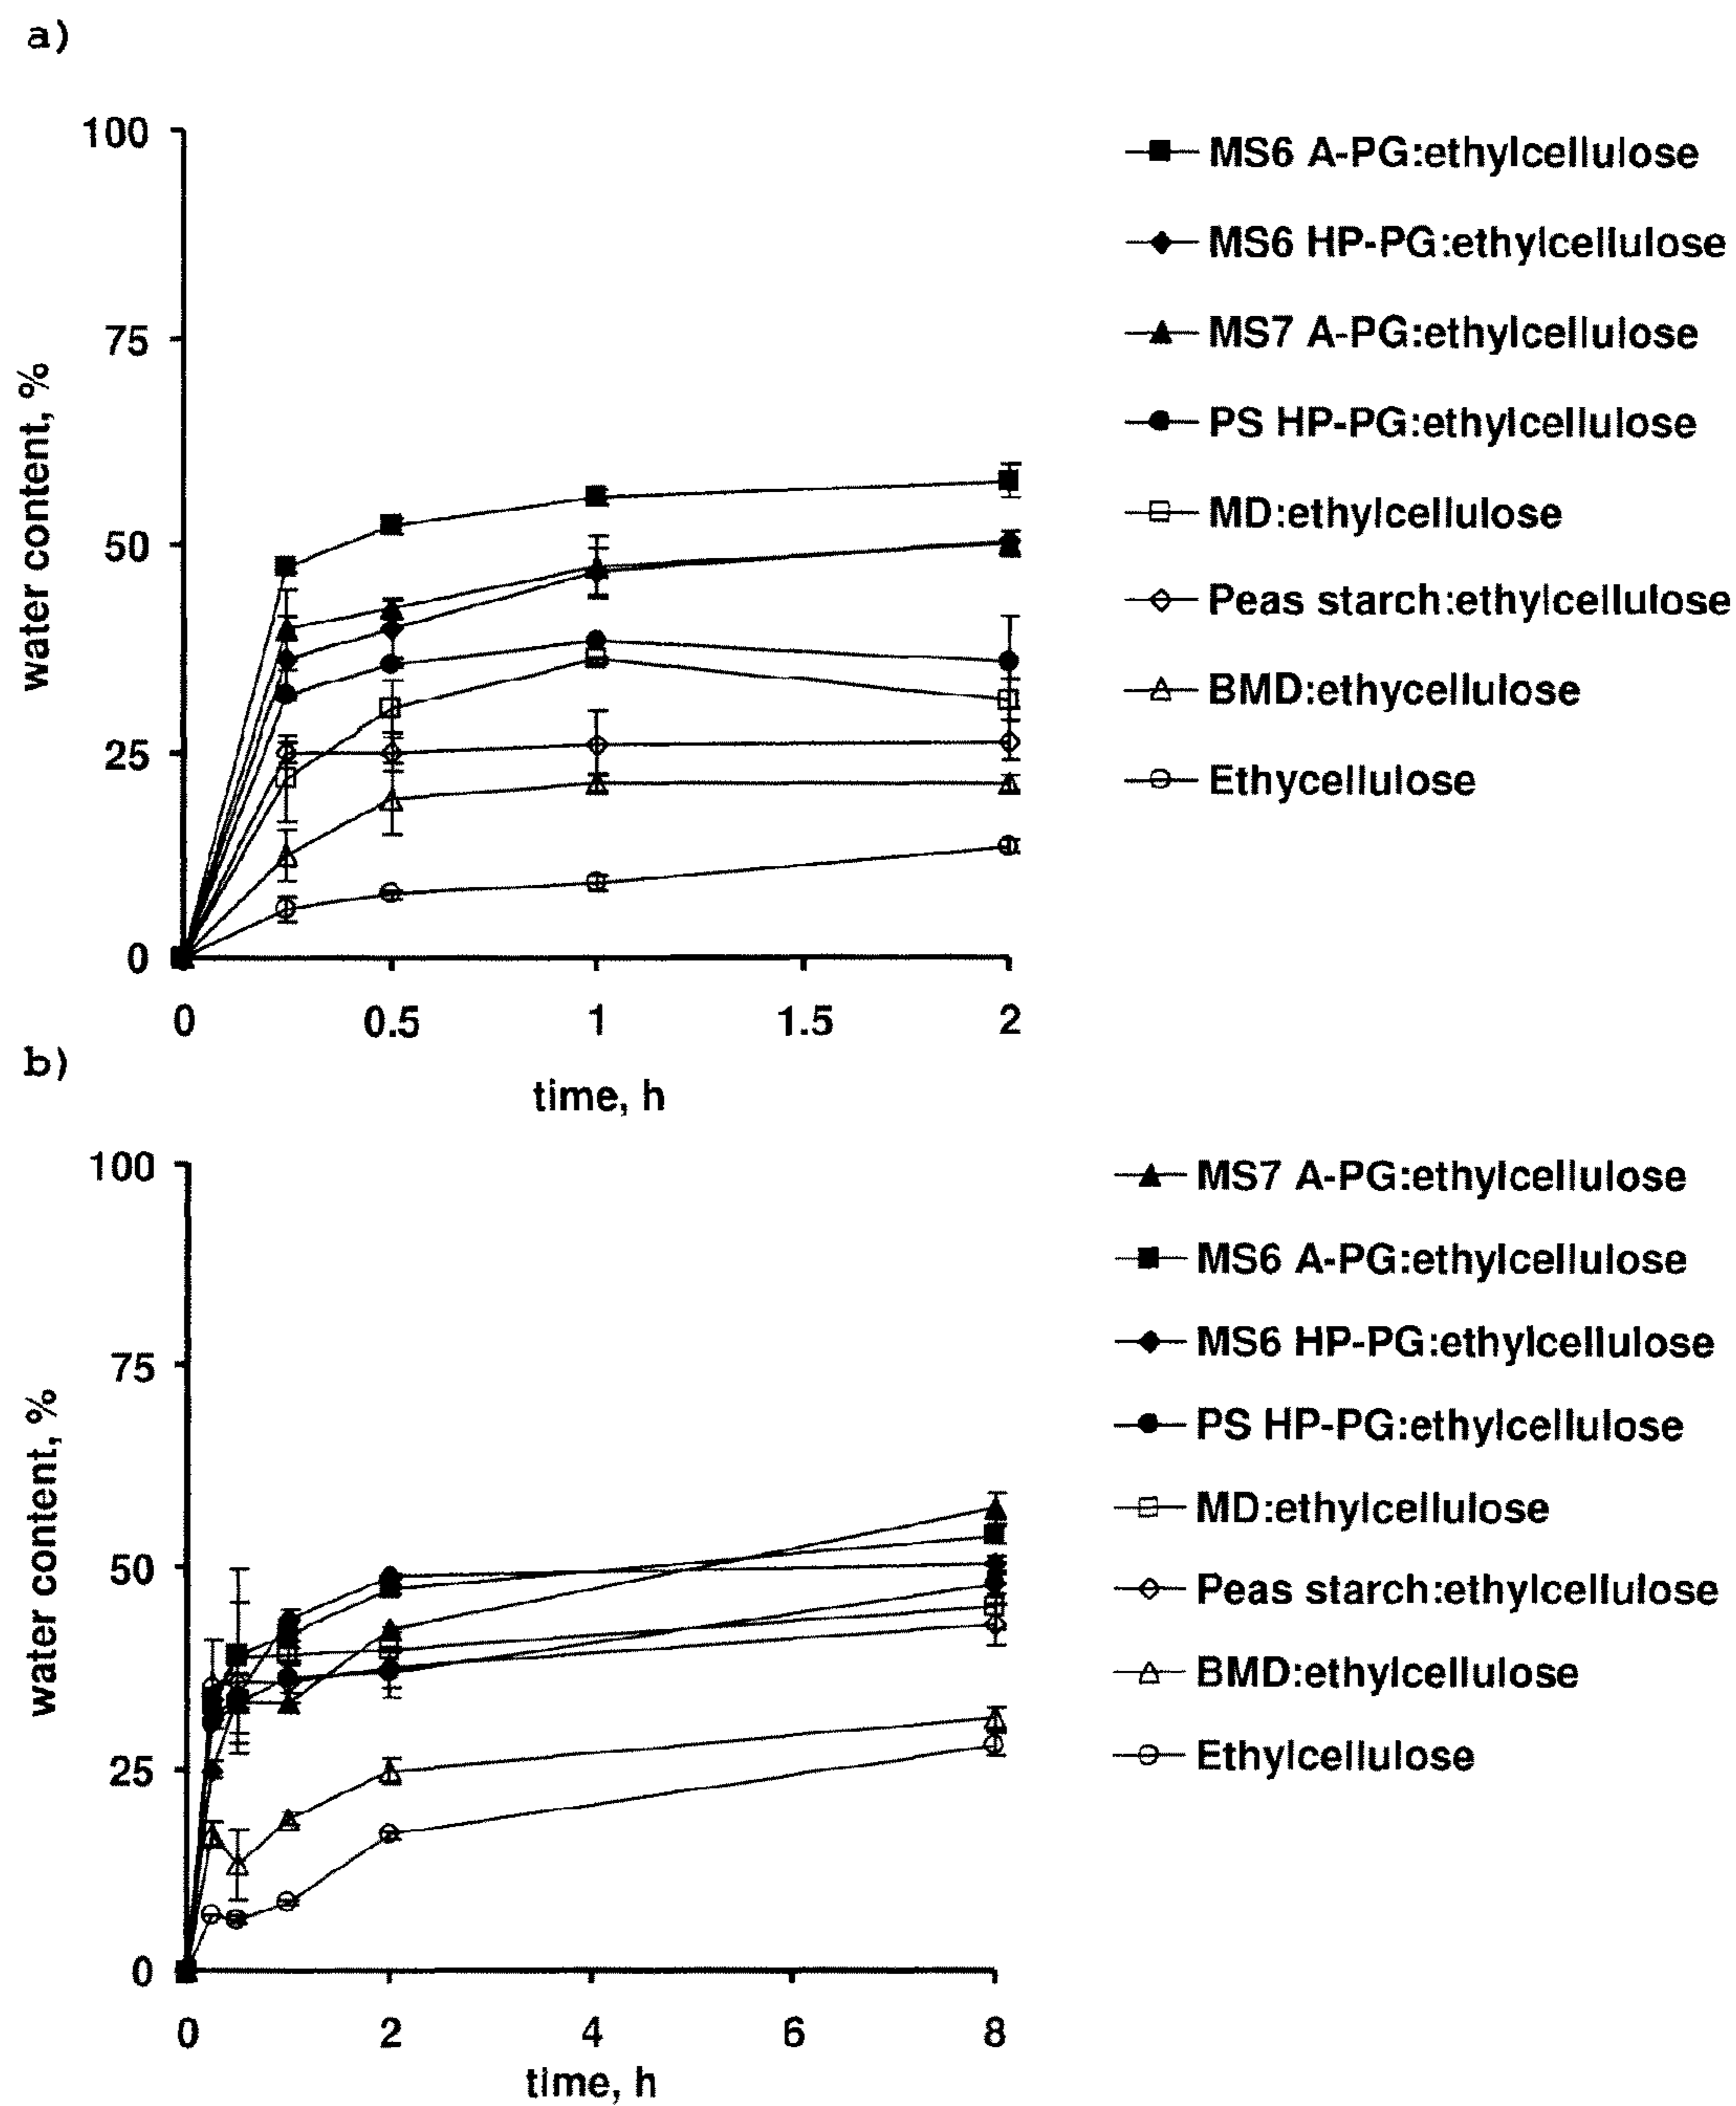 a)
100
75
50
25
0
water content, %
0 0.5 1 1.5 2
time, h
MS6 A-PG:ethylcellulose
MS6 HP-PG:ethylcellulose
MS7 A-PG:ethylcellulose
PS HP-PG:ethylcellulose
MD:ethylcellulose
Peas starch:ethylcellulose
BMD:ethycellulose
Ethycellulose
b)
100
75
50
25
0
water content, %
0 2 4 6 8
time, h
MS7 A-PG:ethylcellulose
MS6 A-PG:ethylcellulose
MS6 HP-PG:ethylcellulose
PS HP-PG:ethylcellulose
MD:ethylcellulose
Peas starch:ethylcellulose
BMD:ethylcellulose
Ethylcellulose